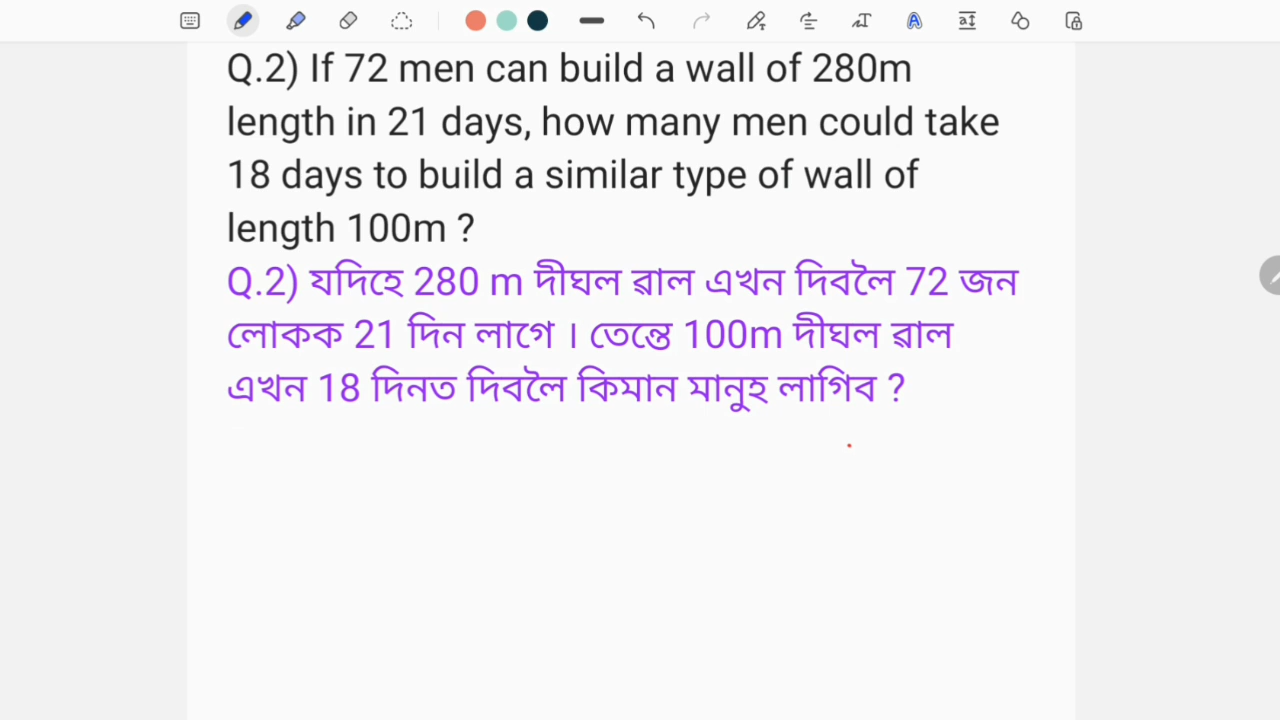 Q.2) If 72 men can build a wall of 280m
length in 21 days, how many men could take
18 days to build a similar type of wall of
length 100m ?
Q.2) যদিহে 280 m দীঘল ৱাল এখন দিবলৈ 72 জন
লোকক 21 দিন লাগে । তেন্তে 100m দীঘল ৱাল
এখন 18 দিনত দিবলৈ কিমান মানুহ লাগিব ?